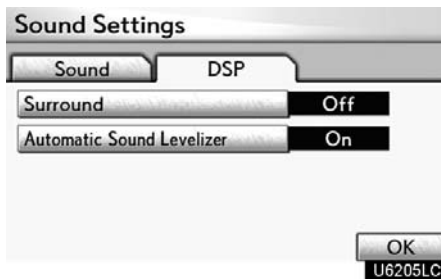 Sound Settings
Sound DSP
Surround Off
Automatic Sound Levelizer On
OK
U6205LC